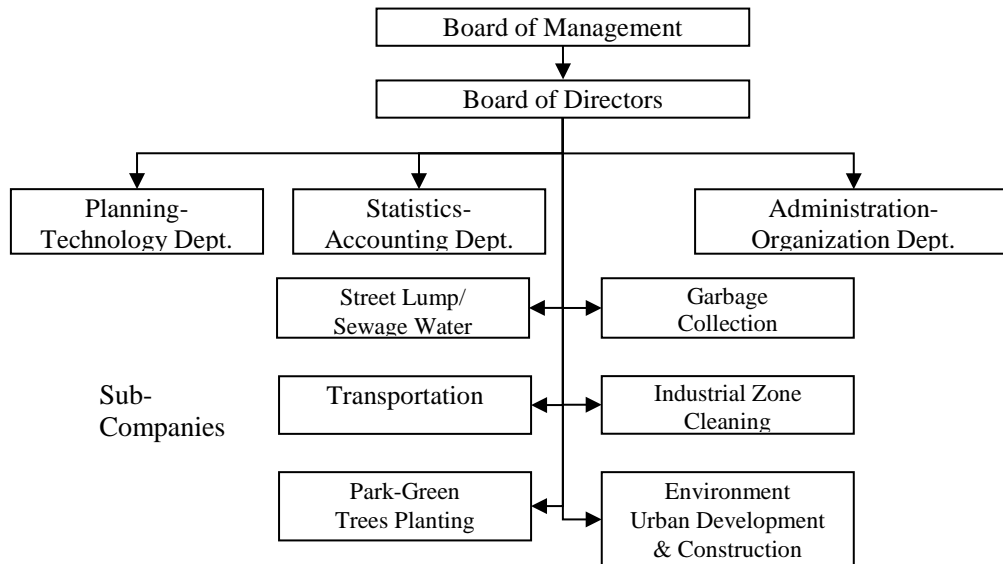 Board of Management
Board of Directors
Planning-
Technology Dept.
Statistics-
Accounting Dept.
Administration-
Organization Dept.
Street Lump/
Sewage Water
Garbage
Collection
Sub-
Companies
Transportation
Industrial Zone
Cleaning
Park-Green
Trees Planting
Environment
Urban Development
& Construction